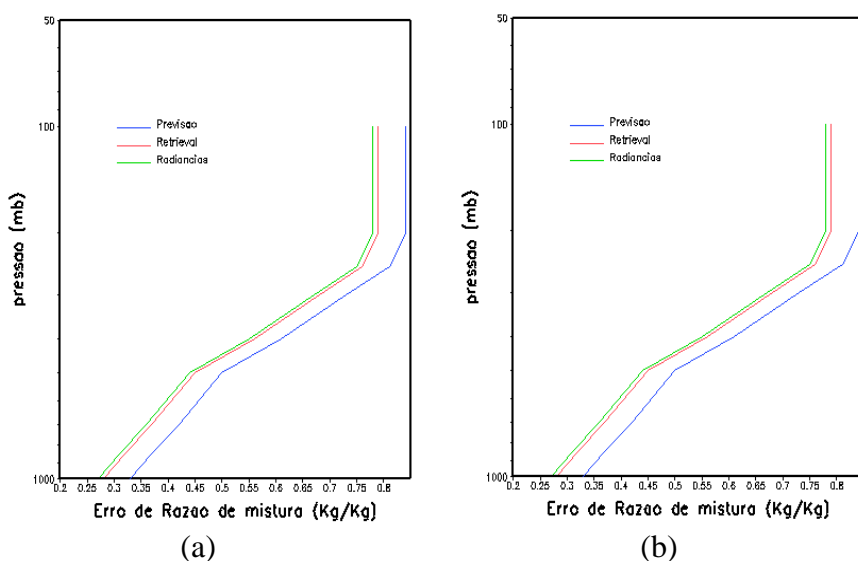 50
100
1000
pressao (mb)
Previsao
Retrieval
Radiancias
0.2 0.25 0.3 0.35 0.4 0.45 0.5 0.55 0.6 0.65 0.7 0.75 0.8
Erro de Razao de mistura (Kg/Kg)
(a)
50
100
1000
pressao (mb)
Previsao
Retrieval
Radiancias
0.2 0.25 0.3 0.35 0.4 0.45 0.5 0.55 0.6 0.65 0.7 0.75 0.8
Erro de Razao de mistura (Kg/Kg)
(b)